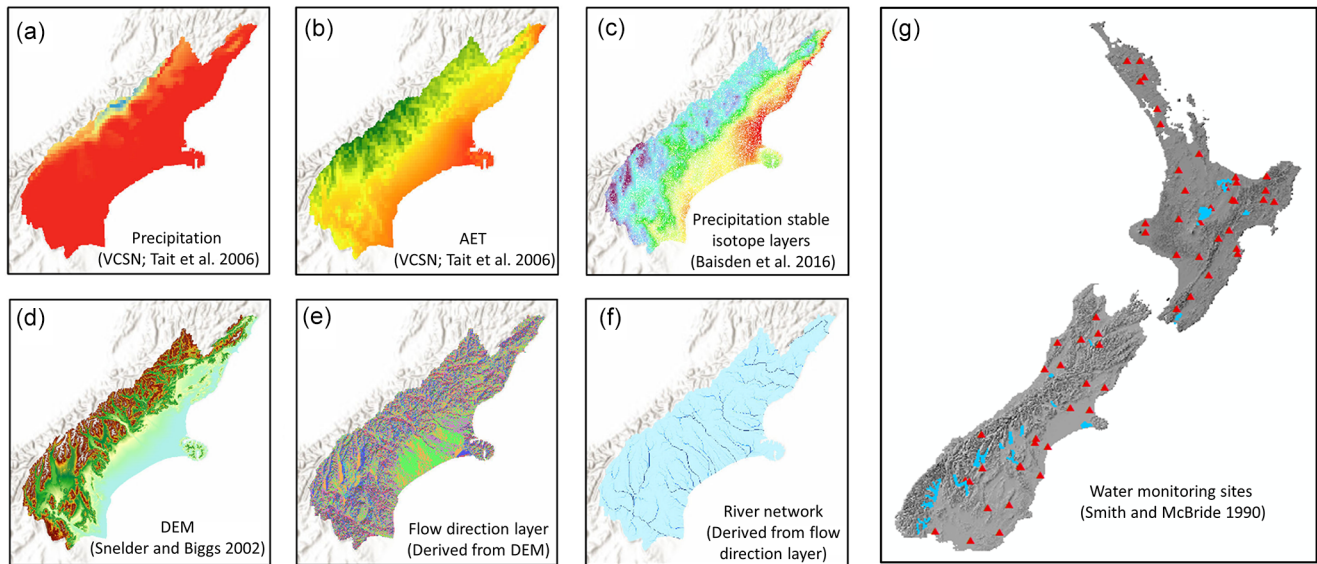 (a)
Precipitation
(VCSN; Tait et al. 2006)
(b)
AET
(VCSN; Tait et al. 2006)
(c)
Precipitation stable
isotope layers
(Baisden et al. 2016)
(d)
DEM
(Snelder and Biggs 2002)
(e)
Flow direction layer
(Derived from DEM)
(f)
River network
(Derived from flow
direction layer)
(g)
Water monitoring sites
(Smith and McBride 1990)